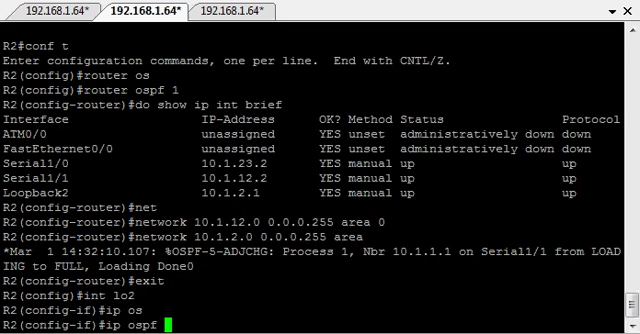 192.168.1.64* 192.168.1.64* 192.168.1.64*
R2#conf t
Enter configuration commands, one per line.  End with CNTL/Z.
R2(config)#router os
R2(config)#router ospf 1
R2(config-router)#do show ip int brief
Interface                  IP-Address      OK? Method Status                Protocol
ATM0/0                     unassigned      YES unset  administratively down down
FastEthernet0/0            unassigned      YES unset  administratively down down
Serial1/0                  10.1.23.2       YES manual up                    up
Serial1/1                  10.1.12.2       YES manual up                    up
Loopback2                  10.1.2.1        YES manual up                    up
R2(config-router)#net
R2(config-router)#network 10.1.12.0 0.0.0.255 area 0
R2(config-router)#network 10.1.2.0 0.0.0.255 area
*Mar  1 14:32:10.107: %OSPF-5-ADJCHG: Process 1, Nbr 10.1.1.1 on Serial1/1 from LOAD
ING to FULL, Loading Done0
R2(config-router)#exit
R2(config)#int lo2
R2(config-if)#ip os
R2(config-if)#ip ospf